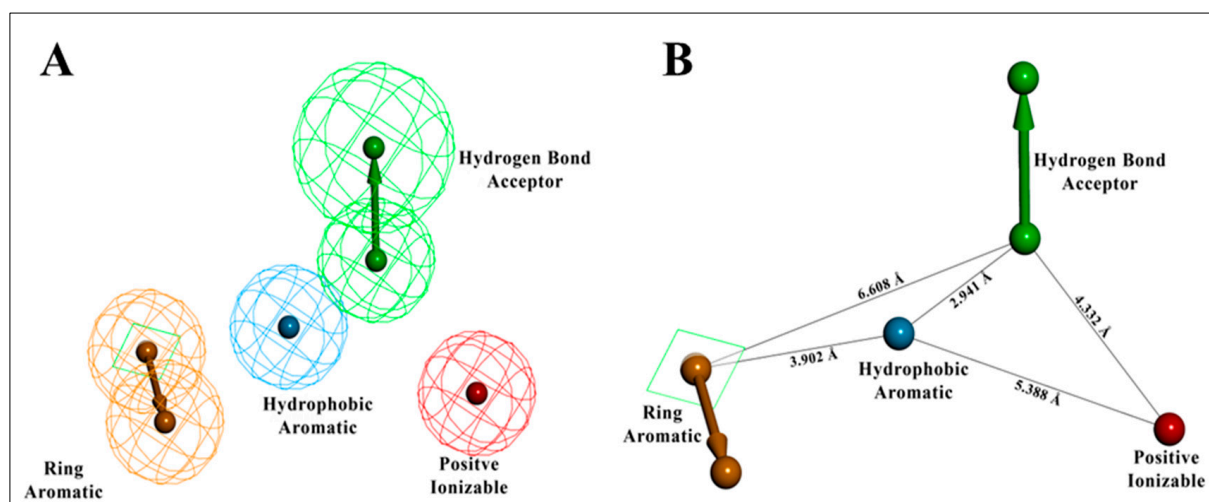 A
Hydrogen Bond
Acceptor
Hydrophobic
Aromatic
Ring
Aromatic
Positve
Ionizable
B
Hydrogen Bond
Acceptor
6.608 Å
2.941 Å
4.332 Å
3.902 Å
Hydrophobic
Aromatic
5.388 Å
Ring
Aromatic
Positive
Ionizable